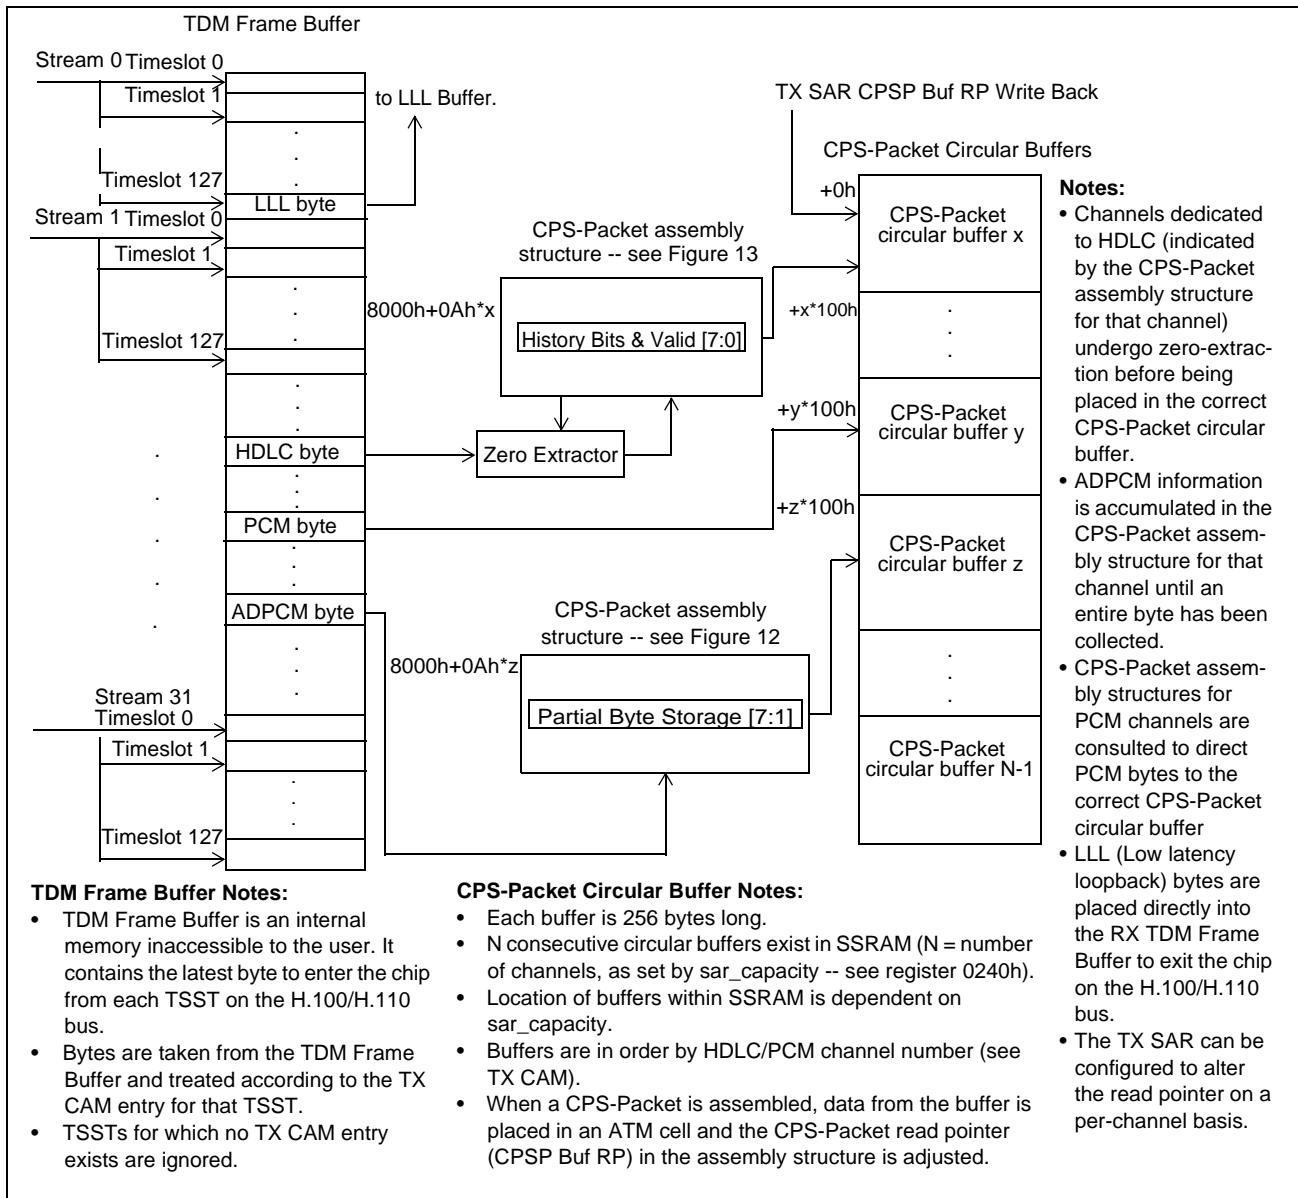 TDM Frame Buffer
Stream 0 Timeslot 0
Timeslot 1
to LLL Buffer.
TX SAR CPSP Buf RP Write Back
CPS-Packet Circular Buffers
Timeslot 127
LLL byte
Stream 1 Timeslot 0
Timeslot 1
Timeslot 127
CPS-Packet assembly
structure -- see Figure 13
8000h+0Ah*x
History Bits & Valid [7:0]
+0h
CPS-Packet
circular buffer x
+x*100h
HDLC byte
Zero Extractor
+y*100h
CPS-Packet
circular buffer y
PCM byte
+z*100h
CPS-Packet
circular buffer z
ADPCM byte
CPS-Packet assembly
structure -- see Figure 12
8000h+0Ah*z
Partial Byte Storage [7:1]
Stream 31
Timeslot 0
Timeslot 1
Timeslot 127
CPS-Packet
circular buffer N-1
Notes:
• Channels dedicated
to HDLC (indicated
by the CPS-Packet
assembly structure
for that channel)
undergo zero-extrac-
tion before being
placed in the correct
CPS-Packet circular
buffer.
• ADPCM information
is accumulated in the
CPS-Packet assem-
bly structure for that
channel until an
entire byte has been
collected.
• CPS-Packet assem-
bly structures for
PCM channels are
consulted to direct
PCM bytes to the
correct CPS-Packet
circular buffer
• LLL (Low latency
loopback) bytes are
placed directly into
the RX TDM Frame
Buffer to exit the chip
on the H.100/H.110
bus.
• The TX SAR can be
configured to alter
the read pointer on a
per-channel basis.
TDM Frame Buffer Notes:
• TDM Frame Buffer is an internal
memory inaccessible to the user. It
contains the latest byte to enter the chip
from each TSST on the H.100/H.110
bus.
• Bytes are taken from the TDM Frame
Buffer and treated according to the TX
CAM entry for that TSST.
• TSSTs for which no TX CAM entry
exists are ignored.
CPS-Packet Circular Buffer Notes:
• Each buffer is 256 bytes long.
• N consecutive circular buffers exist in SSRAM (N = number
of channels, as set by sar_capacity -- see register 0240h).
• Location of buffers within SSRAM is dependent on
sar_capacity.
• Buffers are in order by HDLC/PCM channel number (see
TX CAM).
• When a CPS-Packet is assembled, data from the buffer is
placed in an ATM cell and the CPS-Packet read pointer
(CPSP Buf RP) in the assembly structure is adjusted.